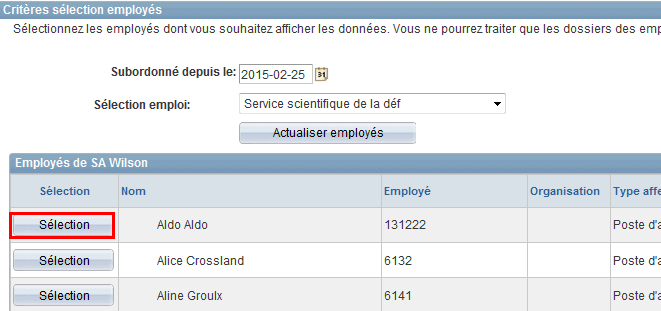 Critères sélection employés
Sélectionnez les employés dont vous souhaitez afficher les données. Vous ne pourrez traiter que les dossiers des emp
Subordonné depuis le: 2015-02-25 31
Sélection emploi: Service scientifique de la déf
Actualiser employés
Employés de SA Wilson
Sélection Nom Employé Organisation Type affe
Sélection Aldo Aldo 131222 Poste d'a
Sélection Alice Crossland 6132 Poste d'a
Sélection Aline Groulx 6141 Poste d'a